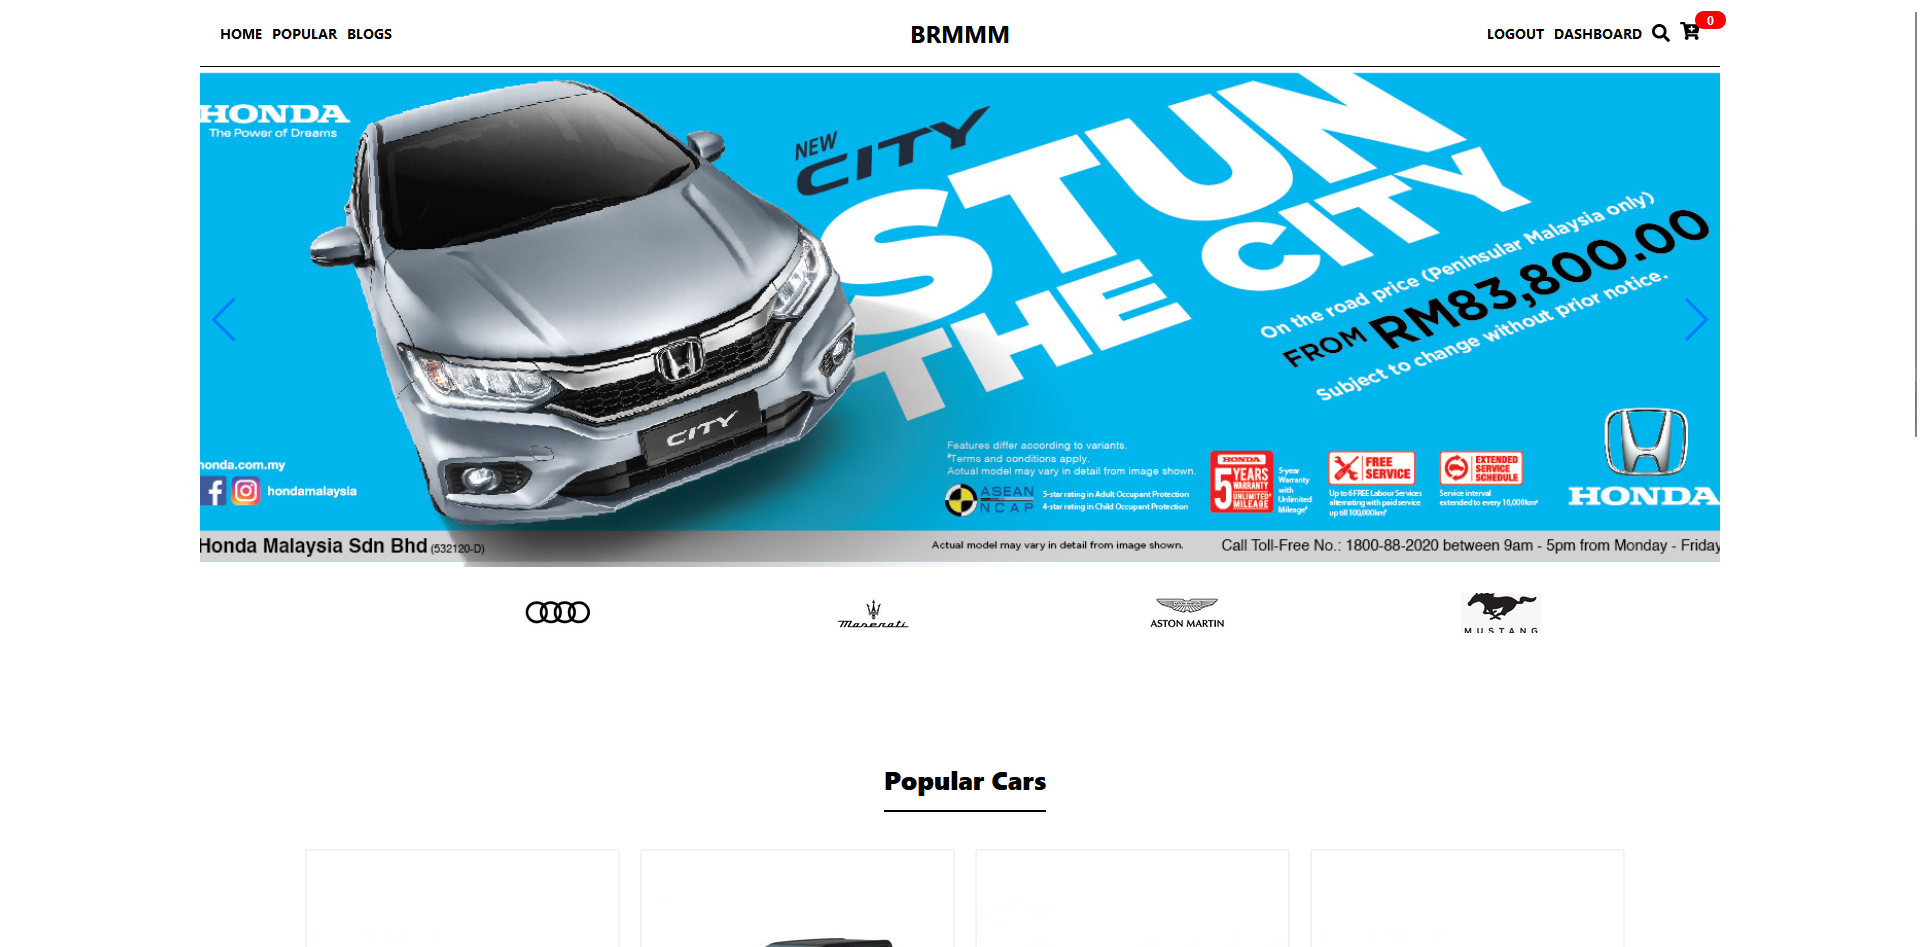 HOME POPULAR BLOGS
BRMMM
LOGOUT DASHBOARD
0
HONDA
The Power of Dreams
NEW
CITY
STUN
THE CITY
On the road price (Peninsular Malaysia only)
FROM RM83,800.00
Subject to change without prior notice.
CITY
honda.com.my
hondamalaysia
Features differ according to variants.
#Terms and conditions apply.
Actual model may vary in detail from image shown.
ASEAN
NCAP
5-star rating in Adult Occupant Protection
4-star rating in Child Occupant Protection
HONDA
5 YEARS
WARRANTY
UNLIMITED#
MILEAGE
5-year
Warranty
with
Unlimited
Mileage#
FREE
SERVICE
Up to 6 FREE Labour Services
alternating with paid service
up till 100,000km#
EXTENDED
SERVICE
SCHEDULE
Service interval
extended to every 10,000km#
HONDA
Honda Malaysia Sdn Bhd (532120-D)
Actual model may vary in detail from image shown.
Call Toll-Free No.: 1800-88-2020 between 9am - 5pm from Monday - Friday
Maserati
ASTON MARTIN
MUSTANG
Popular Cars